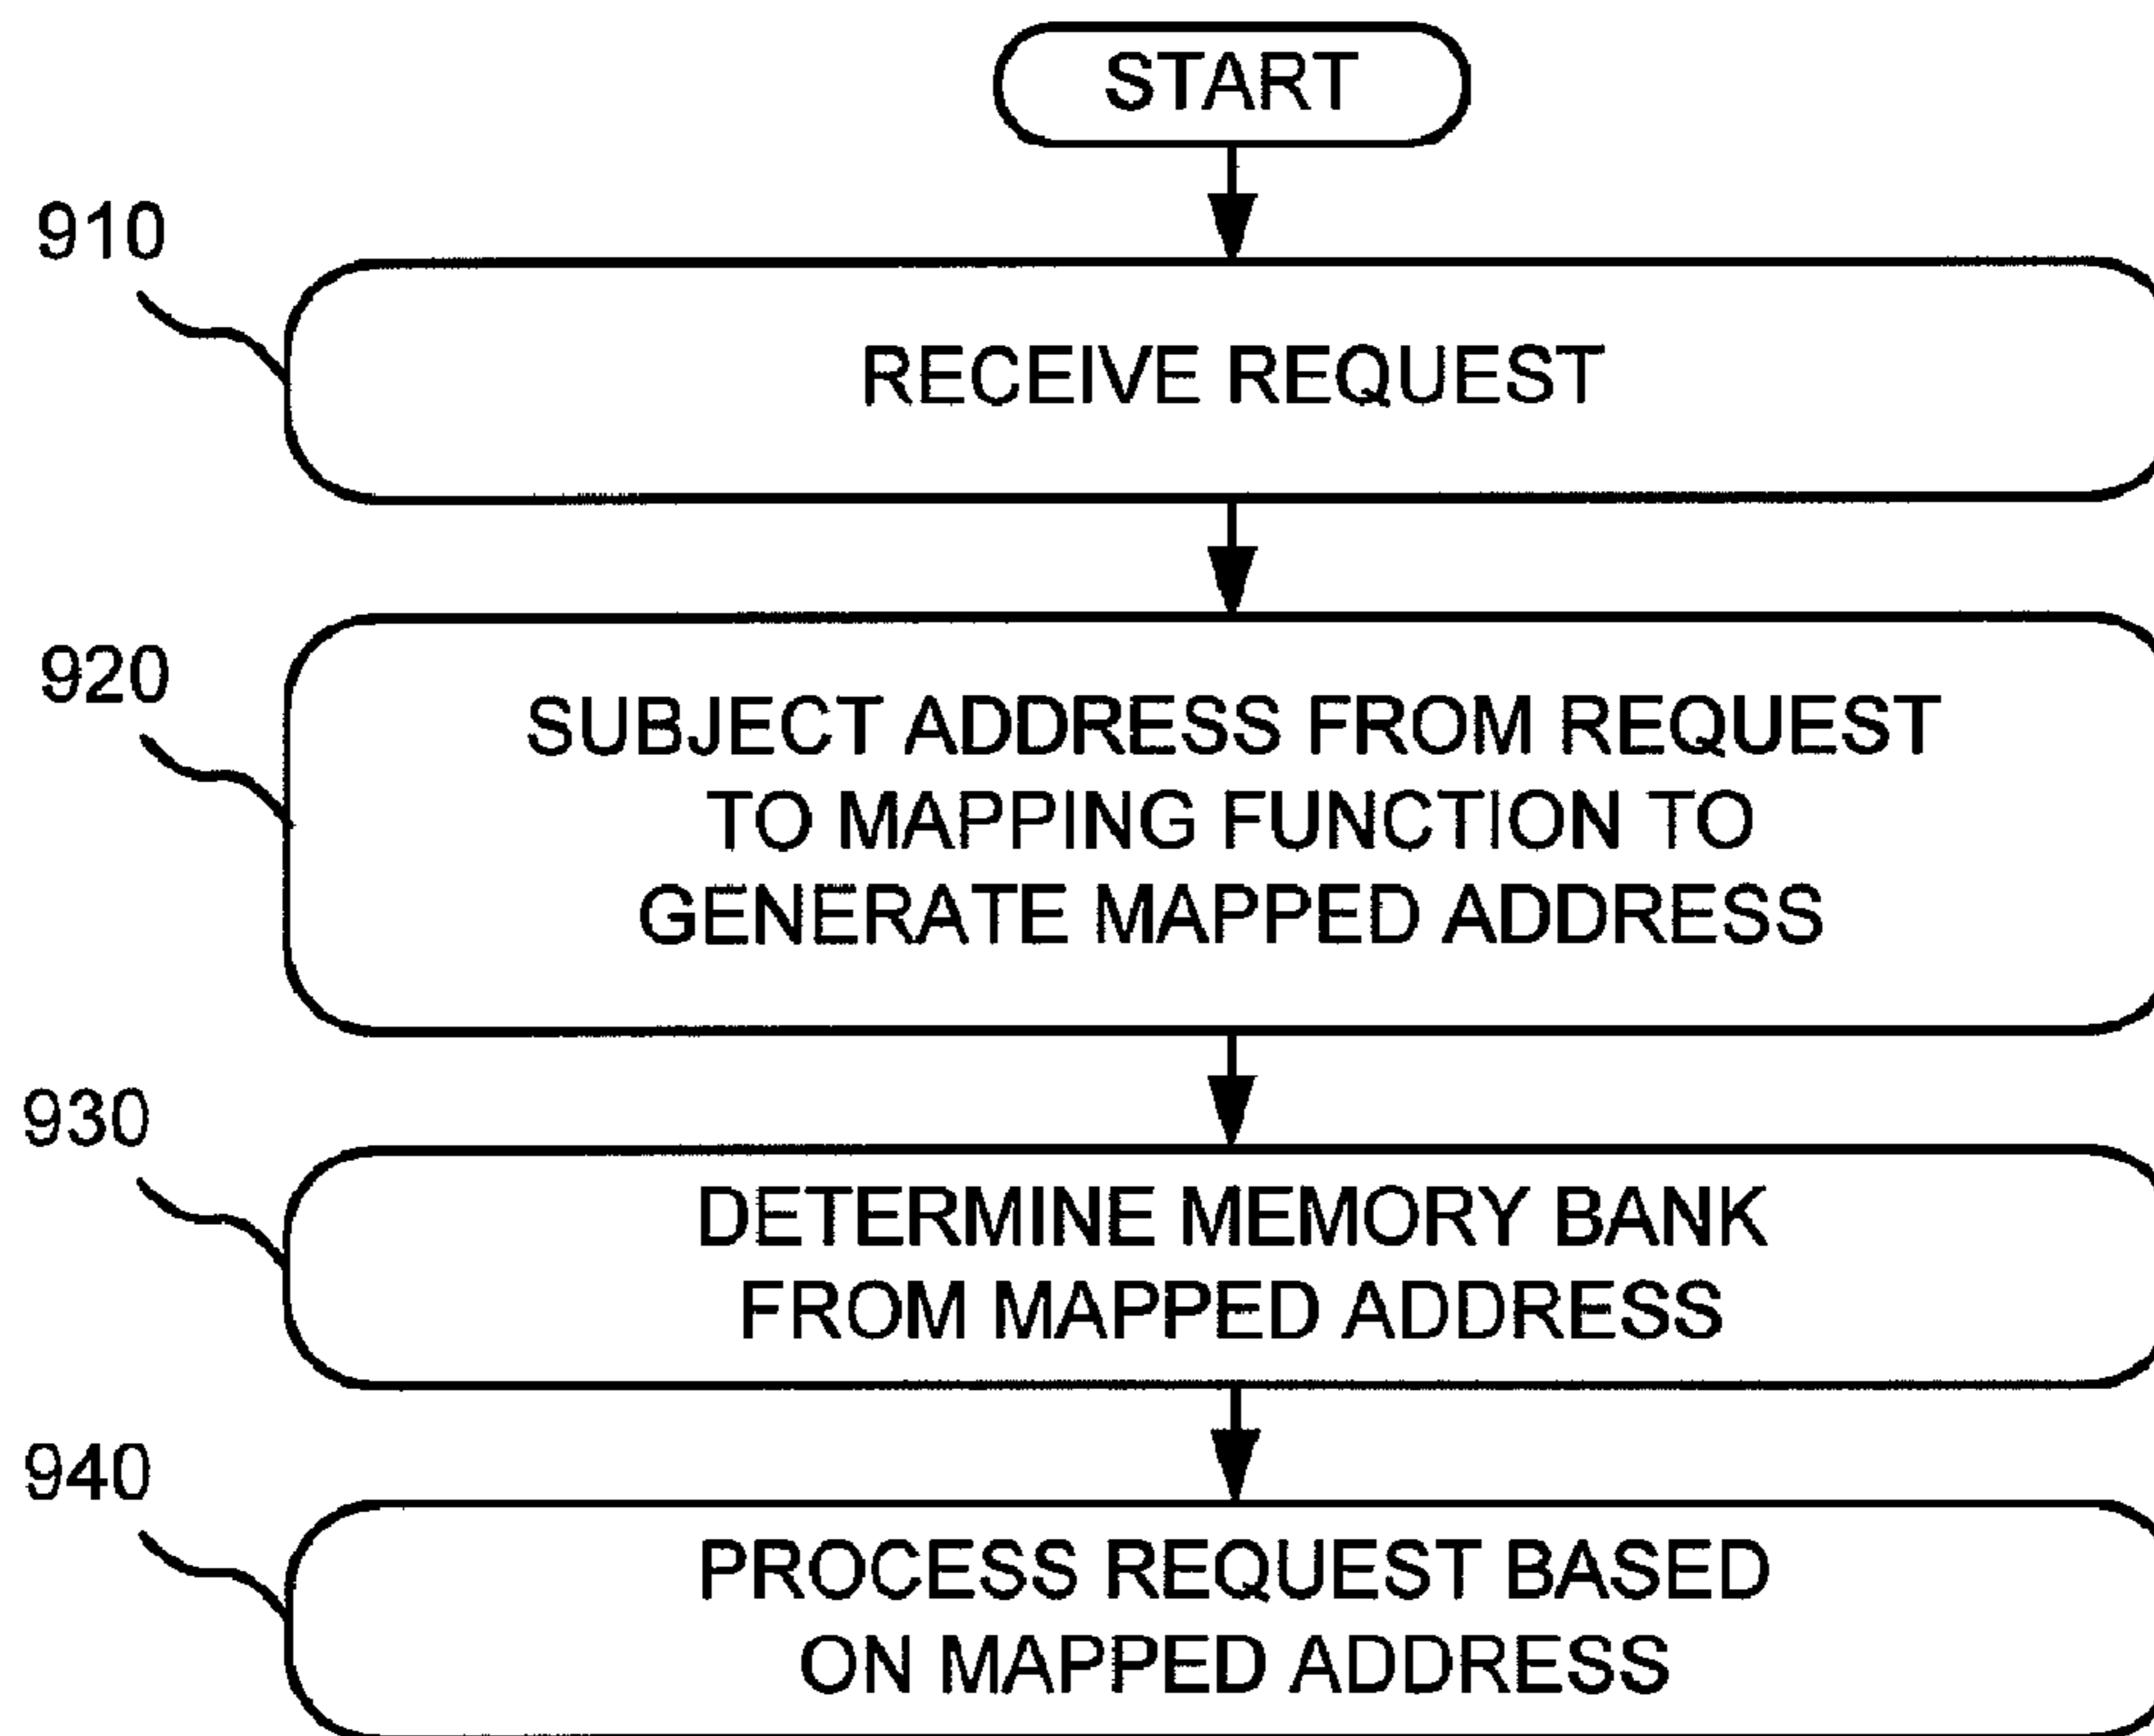 START
910
RECEIVE REQUEST
920
SUBJECT ADDRESS FROM REQUEST
TO MAPPING FUNCTION TO
GENERATE MAPPED ADDRESS
930
DETERMINE MEMORY BANK
FROM MAPPED ADDRESS
940
PROCESS REQUEST BASED
ON MAPPED ADDRESS